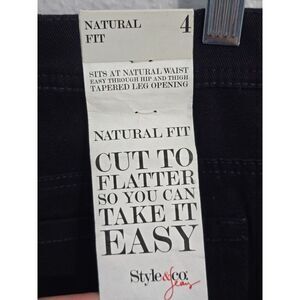 NATURAL 4
FIT
SITS AT NATURAL WAIST
EASY THROUGH HIP AND THIGH
TAPERED LEG OPENING
NATURAL FIT
CUT TO
FLATTER
SO YOU CAN
TAKE IT
EASY
Style&co.
Jeans